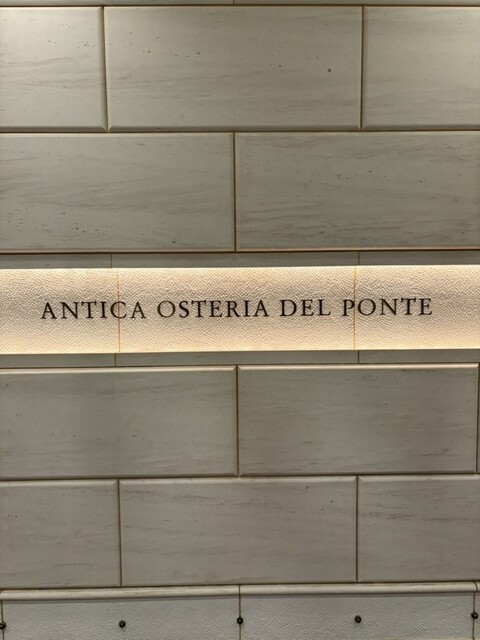 ANTICA OSTERIA DEL PONTE